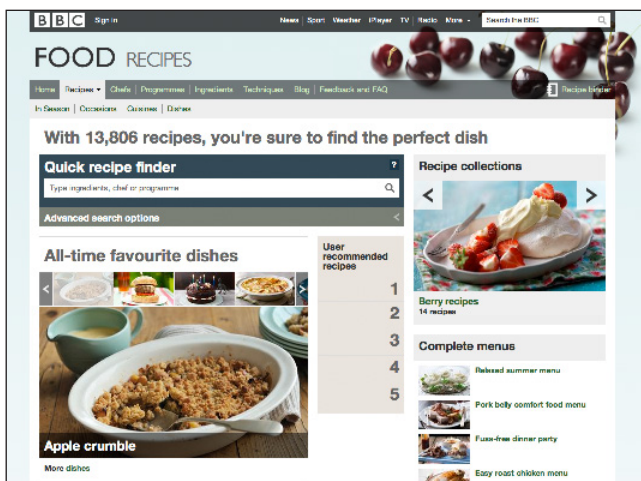 BBC Sign in News Sport Weather iPlayer TV Radio More Search the BBC
FOOD RECIPES
Home Recipes Chefs Programmes Ingredients Techniques Blog Feedback and FAQ Recipe binder
In Season Occasions Cuisines Dishes
With 13,806 recipes, you're sure to find the perfect dish
Quick recipe finder ?
Type ingredients, chef or programme
Advanced search options
All-time favourite dishes
Apple crumble
More dishes
User
recommended
recipes
1
2
3
4
5
Recipe collections
Berry recipes
14 recipes
Complete menus
Relaxed summer menu
Pork belly comfort food menu
Fuss-free dinner party
Easy roast chicken menu